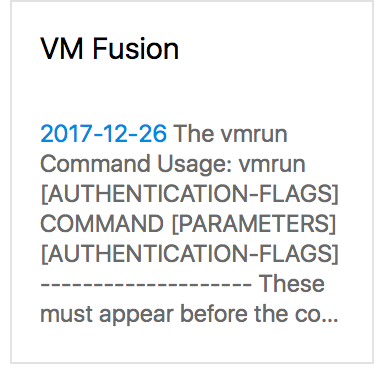 VM Fusion
2017-12-26 The vmrun
Command Usage: vmrun
[AUTHENTICATION-FLAGS]
COMMAND [PARAMETERS]
[AUTHENTICATION-FLAGS]
-------------------- These
must appear before the co...